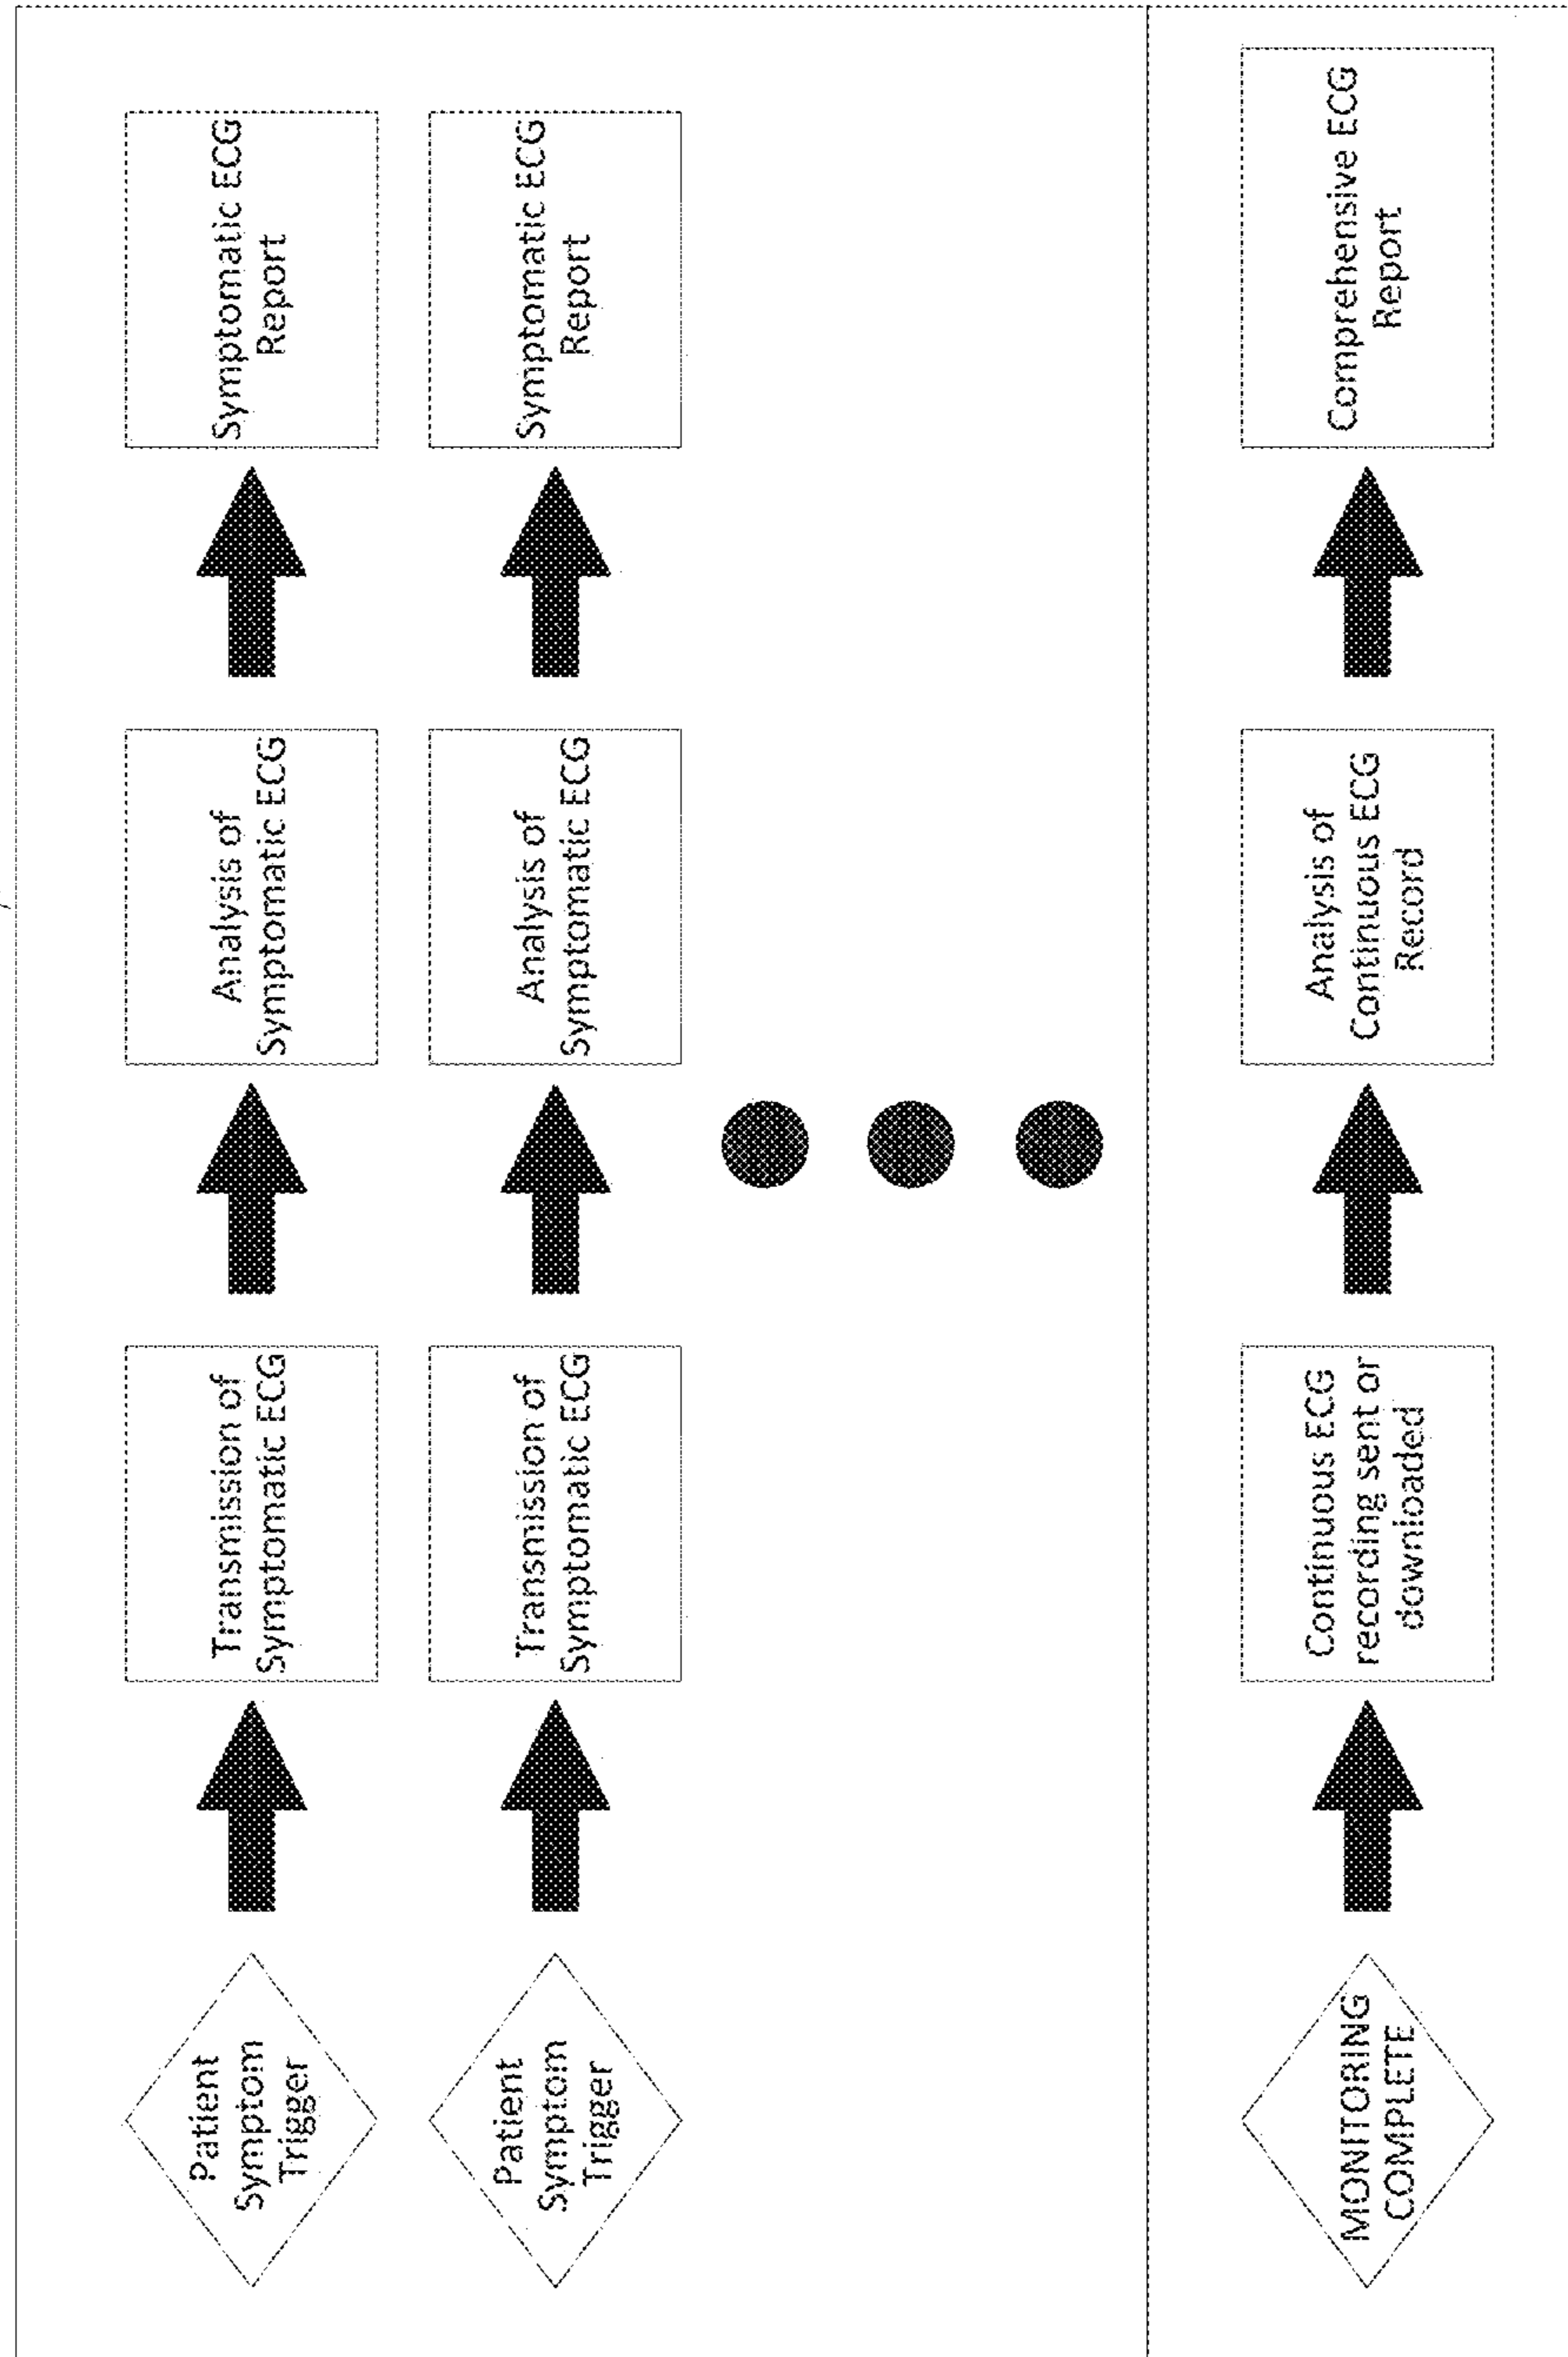 Patient
Symptom
Trigger
Transmission of
Symptomatic ECG
Analysis of
Symptomatic ECG
Symptomatic ECG
Report
Patient
Symptom
Trigger
Transmission of
Symptomatic ECG
Analysis of
Symptomatic ECG
Symptomatic ECG
Report
MONITORING
COMPLETE
Continuous ECG
recording sent or
downloaded
Analysis of
Continuous ECG
Record
Comprehensive ECG
Report